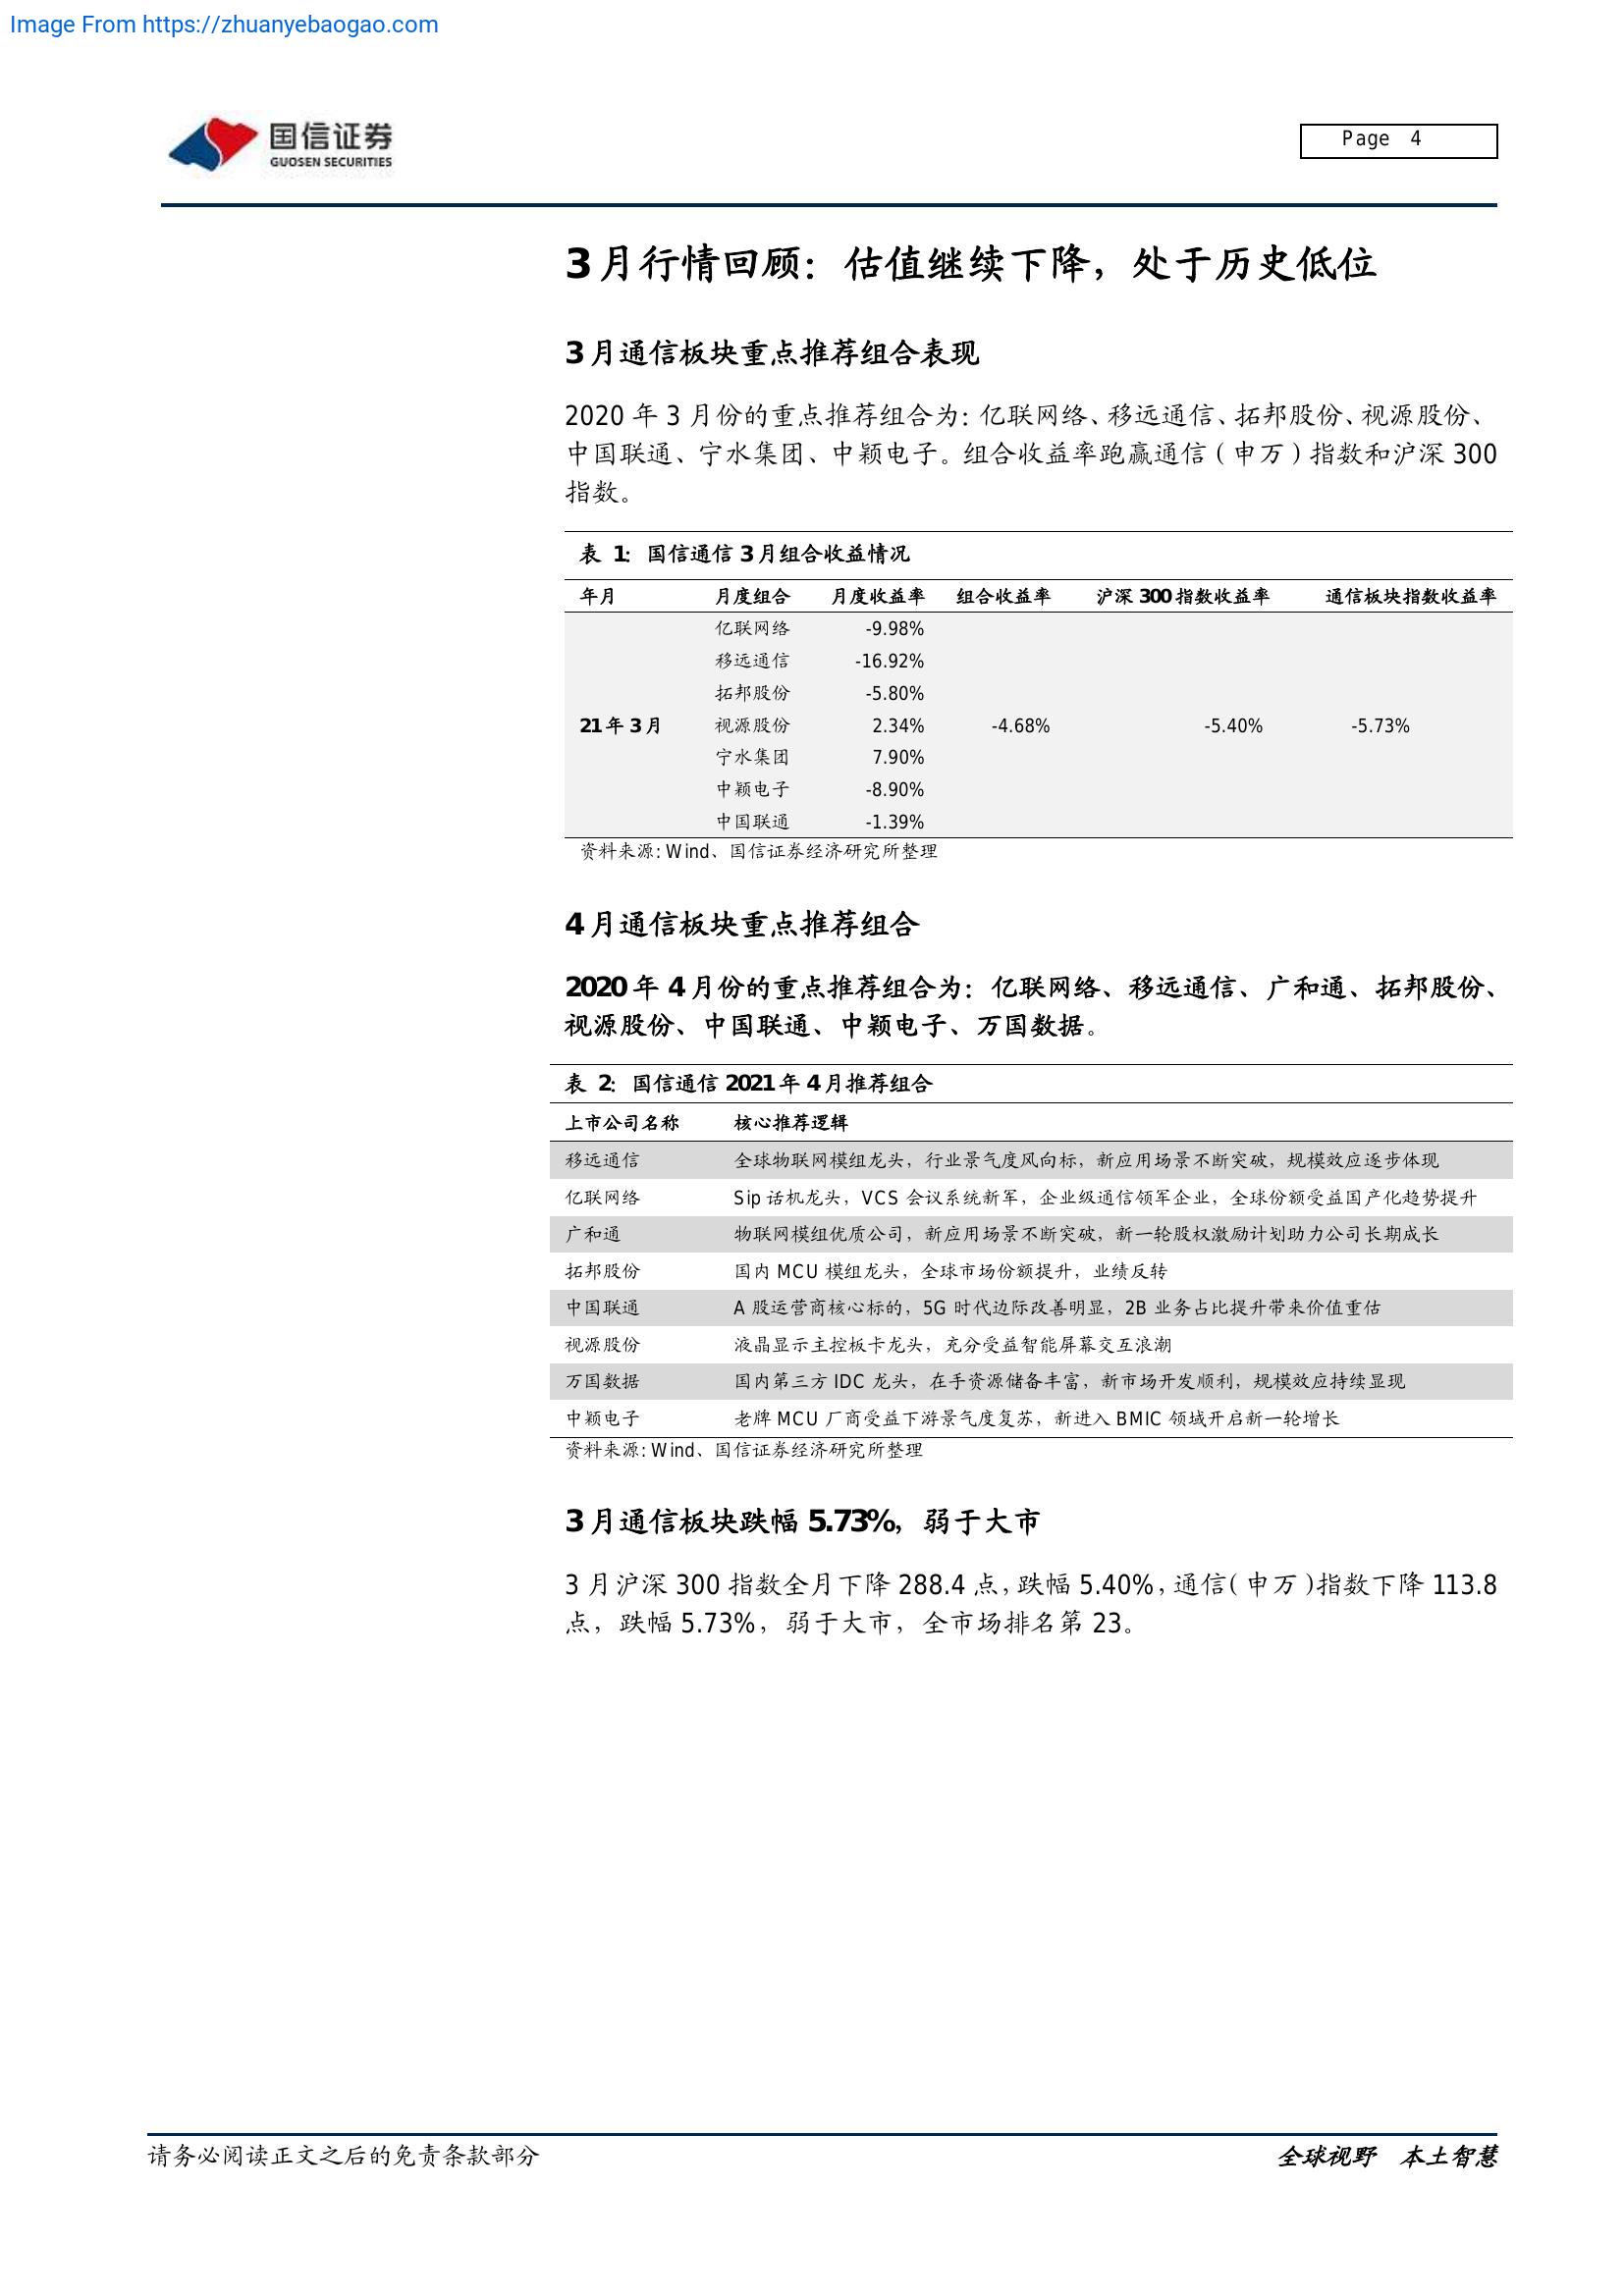 Image From https://zhuanyebaogao.com
国信证券
GUOSEN SECURITIES
Page 4
3月行情回顾：估值继续下降，处于历史低位
3月通信板块重点推荐组合表现
2020 年 3 月份的重点推荐组合为：亿联网络、移远通信、拓邦股份、视源股份、
中国联通、宁水集团、中颖电子。组合收益率跑赢通信（申万）指数和沪深 300
指数。
表 1：国信通信 3 月组合收益情况
年月 月度组合 月度收益率 组合收益率 沪深 300 指数收益率 通信板块指数收益率
亿联网络 -9.98%
移远通信 -16.92%
拓邦股份 -5.80%
21 年 3 月 视源股份 2.34% -4.68% -5.40% -5.73%
宁水集团 7.90%
中颖电子 -8.90%
中国联通 -1.39%
资料来源：Wind、国信证券经济研究所整理
4月通信板块重点推荐组合
2020 年 4 月份的重点推荐组合为：亿联网络、移远通信、广和通、拓邦股份、
视源股份、中国联通、中颖电子、万国数据。
表 2：国信通信 2021 年 4 月推荐组合
上市公司名称 核心推荐逻辑
移远通信 全球物联网模组龙头，行业景气度风向标，新应用场景不断突破，规模效应逐步体现
亿联网络 Sip 话机龙头，VCS 会议系统新军，企业级通信领军企业，全球份额受益国产化趋势提升
广和通 物联网模组优质公司，新应用场景不断突破，新一轮股权激励计划助力公司长期成长
拓邦股份 国内 MCU 模组龙头，全球市场份额提升，业绩反转
中国联通 A 股运营商核心标的，5G 时代边际改善明显，2B 业务占比提升带来价值重估
视源股份 液晶显示主控板卡龙头，充分受益智能屏幕交互浪潮
万国数据 国内第三方 IDC 龙头，在手资源储备丰富，新市场开发顺利，规模效应持续显现
中颖电子 老牌 MCU 厂商受益下游景气度复苏，新进入 BMIC 领域开启新一轮增长
资料来源：Wind、国信证券经济研究所整理
3月通信板块跌幅 5.73%，弱于大市
3 月沪深 300 指数全月下降 288.4 点，跌幅 5.40%，通信（申万）指数下降 113.8
点，跌幅 5.73%，弱于大市，全市场排名第 23。
请务必阅读正文之后的免责条款部分
全球视野 本土智慧